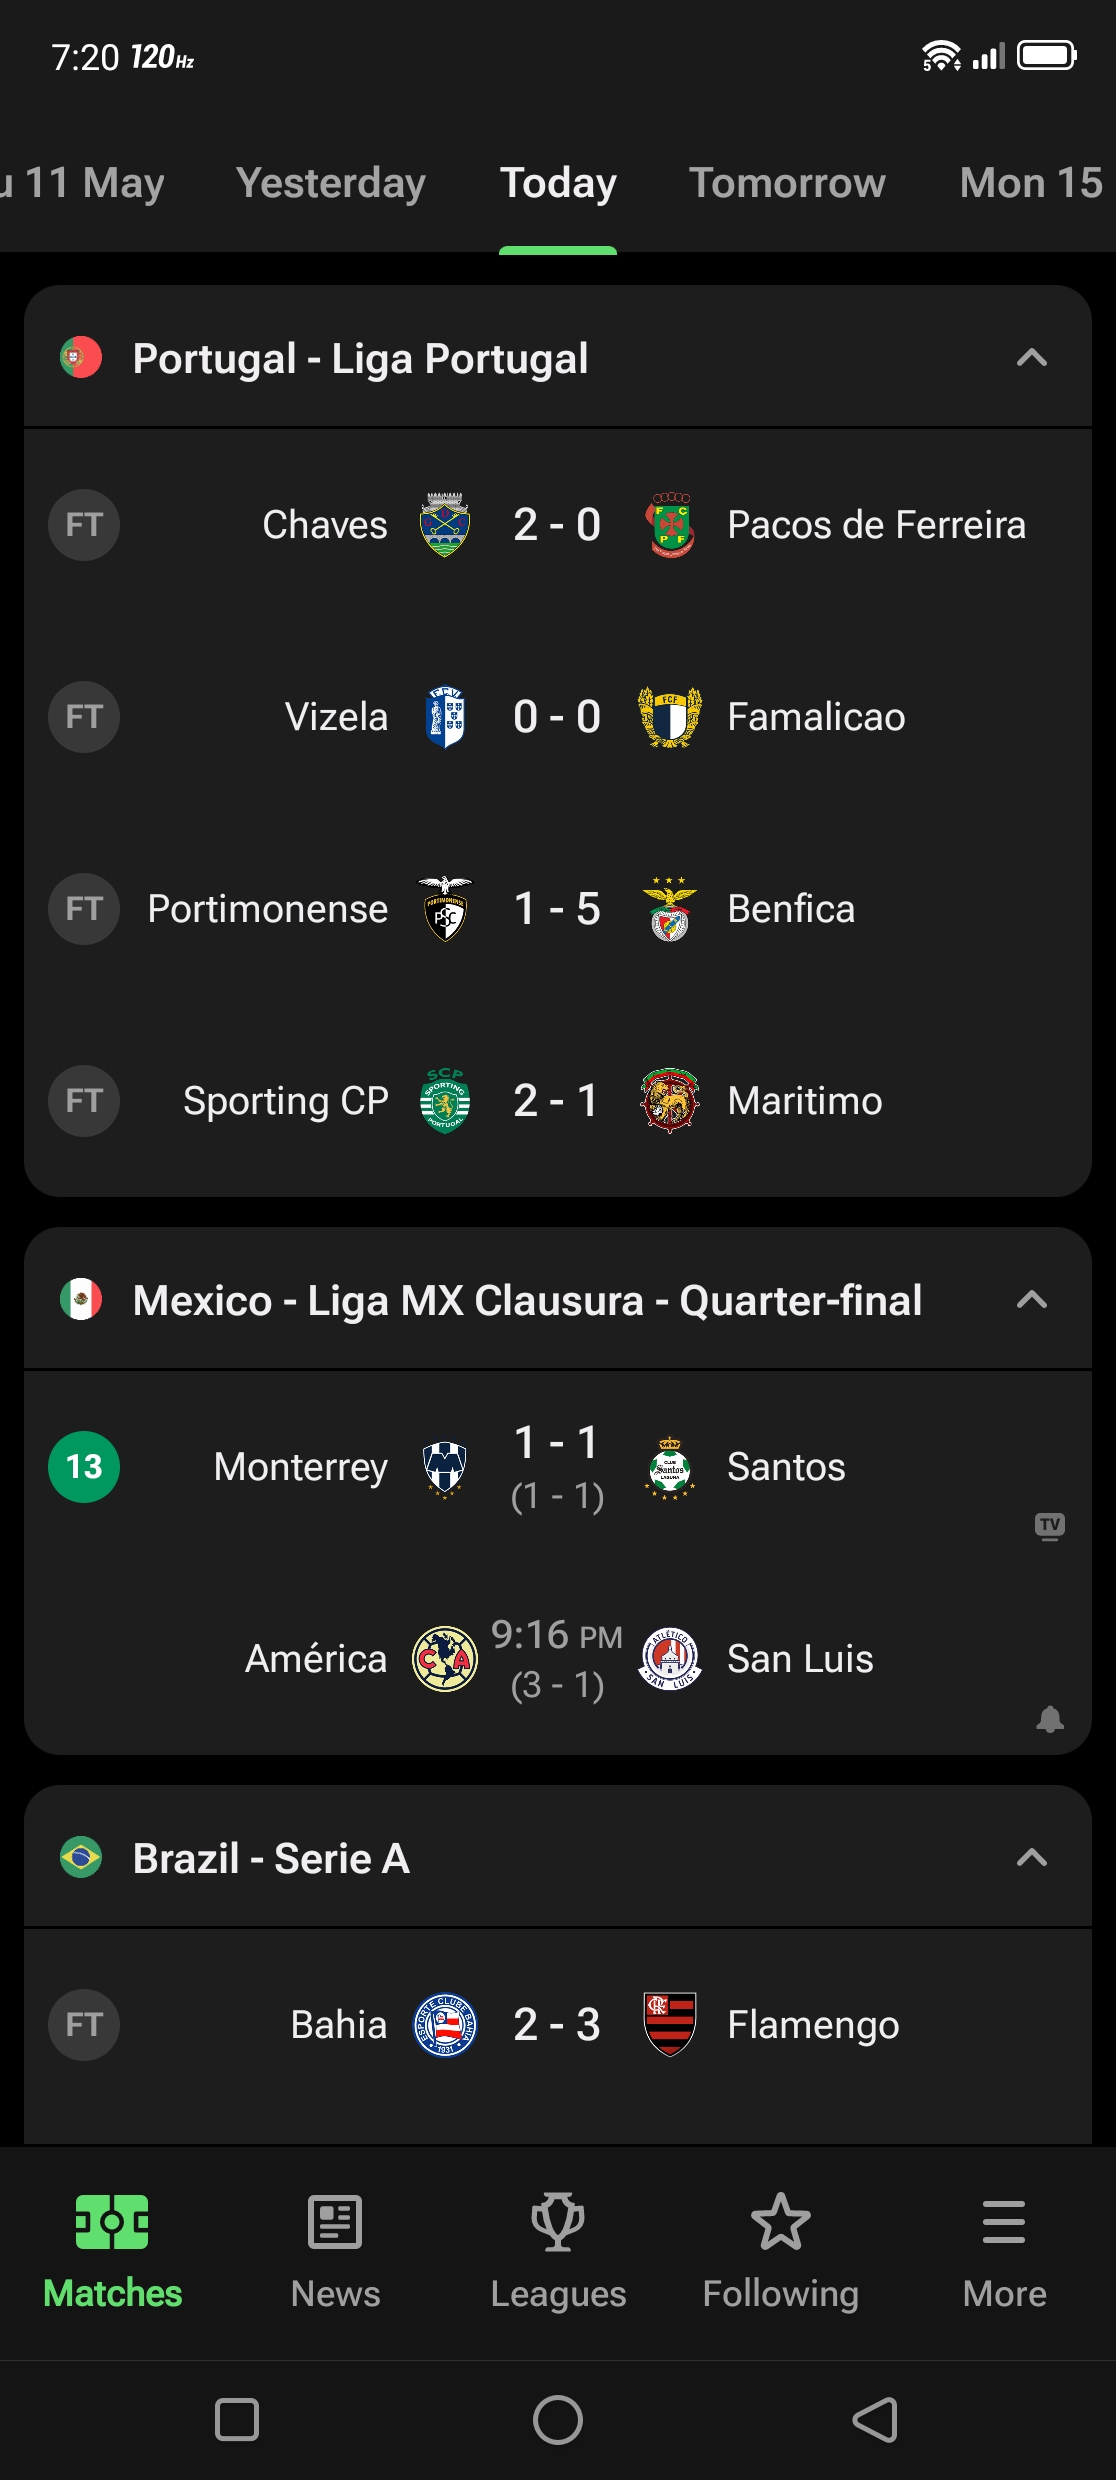 7:20 120Hz
u 11 May Yesterday Today Tomorrow Mon 15
Portugal - Liga Portugal
FT Chaves 2 - 0 Pacos de Ferreira
FT Vizela 0 - 0 Famalicao
FT Portimonense 1 - 5 Benfica
FT Sporting CP 2 - 1 Maritimo
Mexico - Liga MX Clausura - Quarter-final
13 Monterrey 1 - 1 Santos
(1 - 1)
TV
América 9:16 PM San Luis
(3 - 1)
Brazil - Serie A
FT Bahia 2 - 3 Flamengo
Matches News Leagues Following More